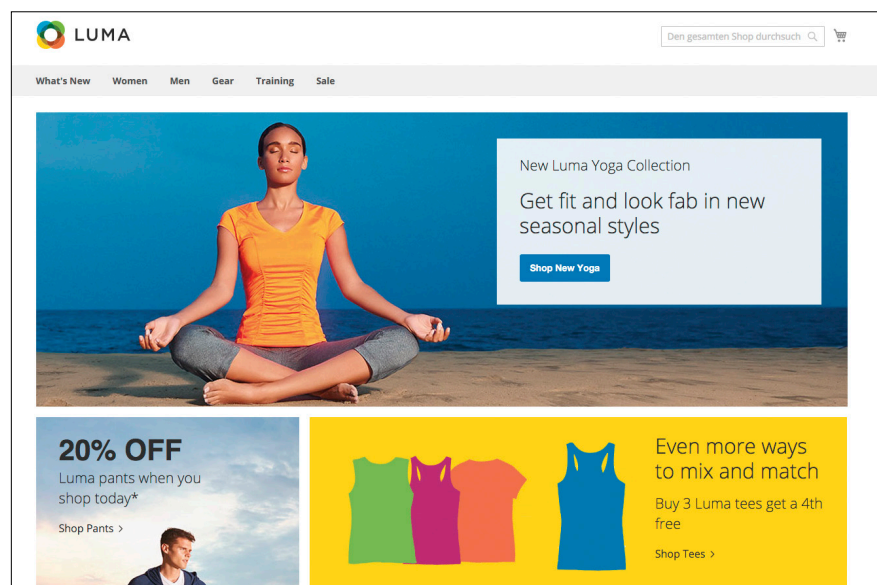 LUMA
Den gesamten Shop durchsuch
What's New Women Men Gear Training Sale
New Luma Yoga Collection
Get fit and look fab in new
seasonal styles
Shop New Yoga
20% OFF
Luma pants when you
shop today*
Shop Pants >
Even more ways
to mix and match
Buy 3 Luma tees get a 4th
free
Shop Tees >